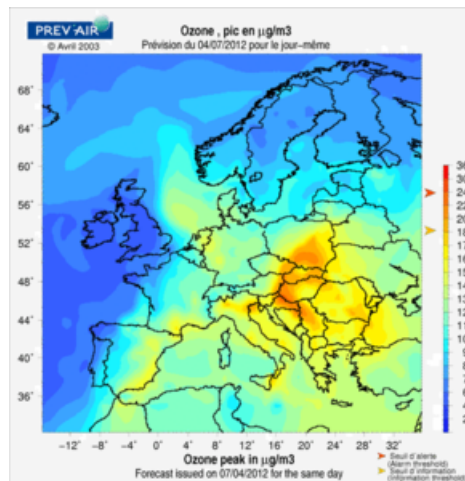 PREV'AIR
© Avril 2003
Ozone , pic en µg/m3
Prévision du 04/07/2012 pour le jour-même
68°
64°
60°
56°
52°
48°
44°
40°
36°
-12° -8° -4° 0° 4° 8° 12° 16° 20° 24° 28° 32°
Ozone peak in µg/m3
Forecast issued on 07/04/2012 for the same day
Seuil d'alerte
(Alarm threshold)
Seuil d'information
(Information threshold)